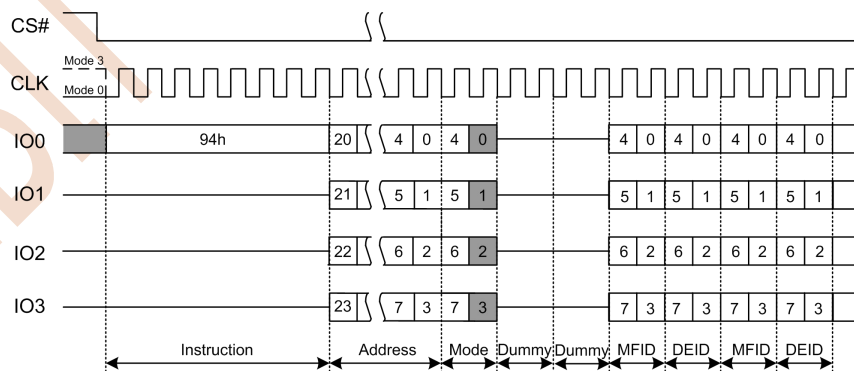 CS#
Mode 3
CLK
Mode 0
IO0 94h 20 4 0 4 0 4 0 4 0 4 0 4 0
IO1 21 5 1 5 1 5 1 5 1 5 1 5 1
IO2 22 6 2 6 2 6 2 6 2 6 2 6 2
IO3 23 7 3 7 3 7 3 7 3 7 3 7 3
Instruction Address Mode Dummy Dummy MFID DEID MFID DEID